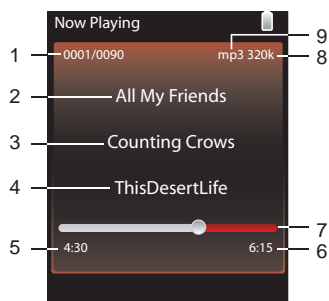 Now Playing
9
1 0001/0090 mp3 320k 8
2 All My Friends
3 Counting Crows
4 ThisDesertLife
7
5 4:30 6:15 6